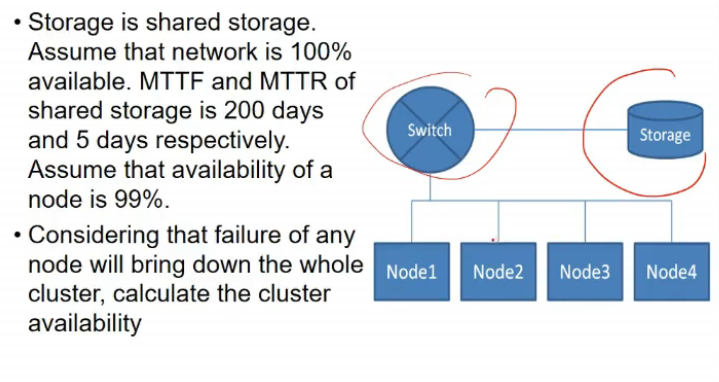 • Storage is shared storage.
Assume that network is 100%
available. MTTF and MTTR of
shared storage is 200 days
and 5 days respectively.
Assume that availability of a
node is 99%.
• Considering that failure of any
node will bring down the whole
cluster, calculate the cluster
availability
Switch
Storage
Node1
Node2
Node3
Node4